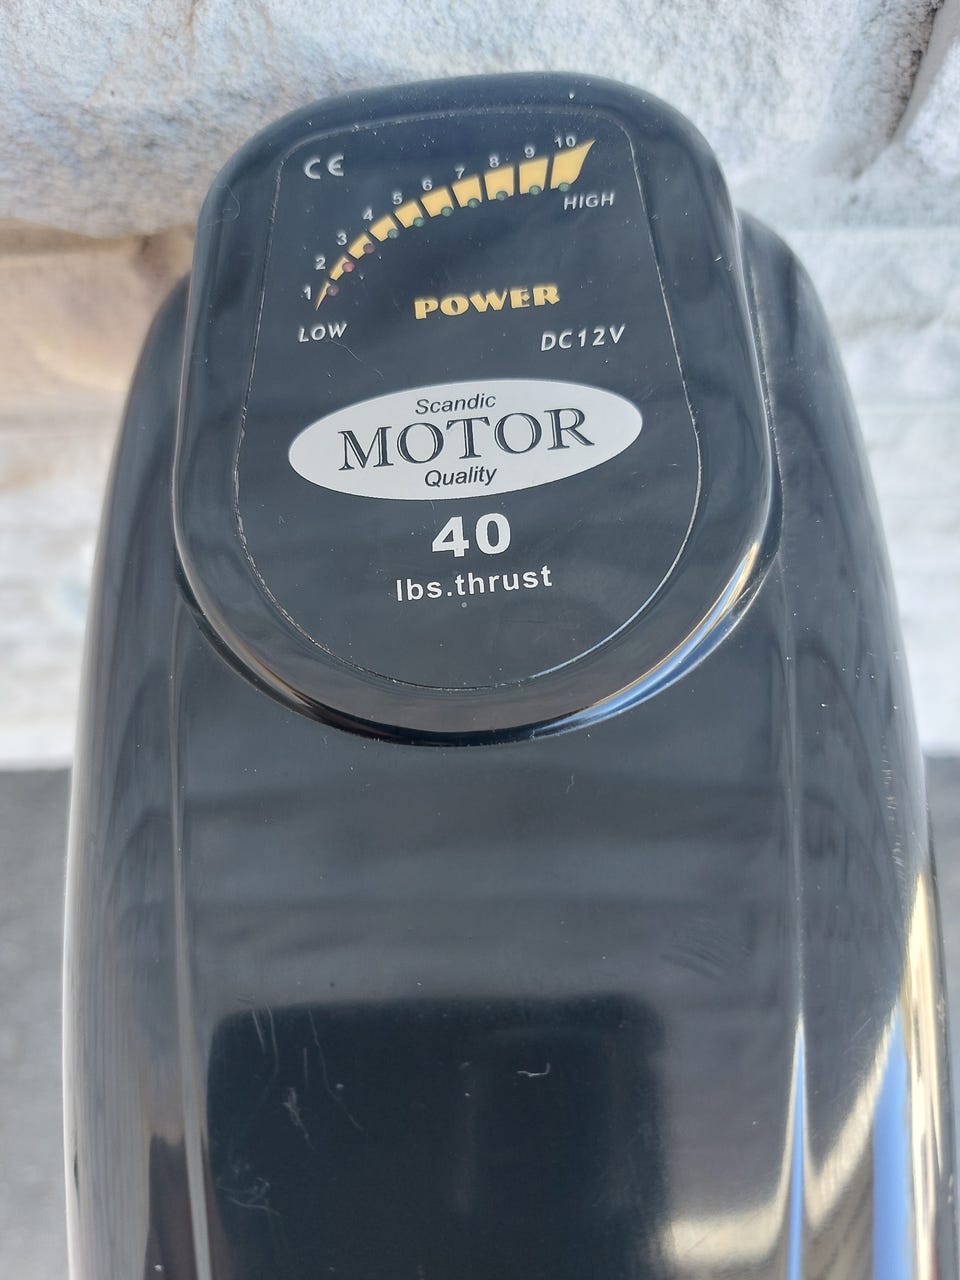 CE
1 2 3 4 5 6 7 8 9 10
LOW
HIGH
POWER
DC12V
Scandic
MOTOR
Quality
40
lbs.thrust